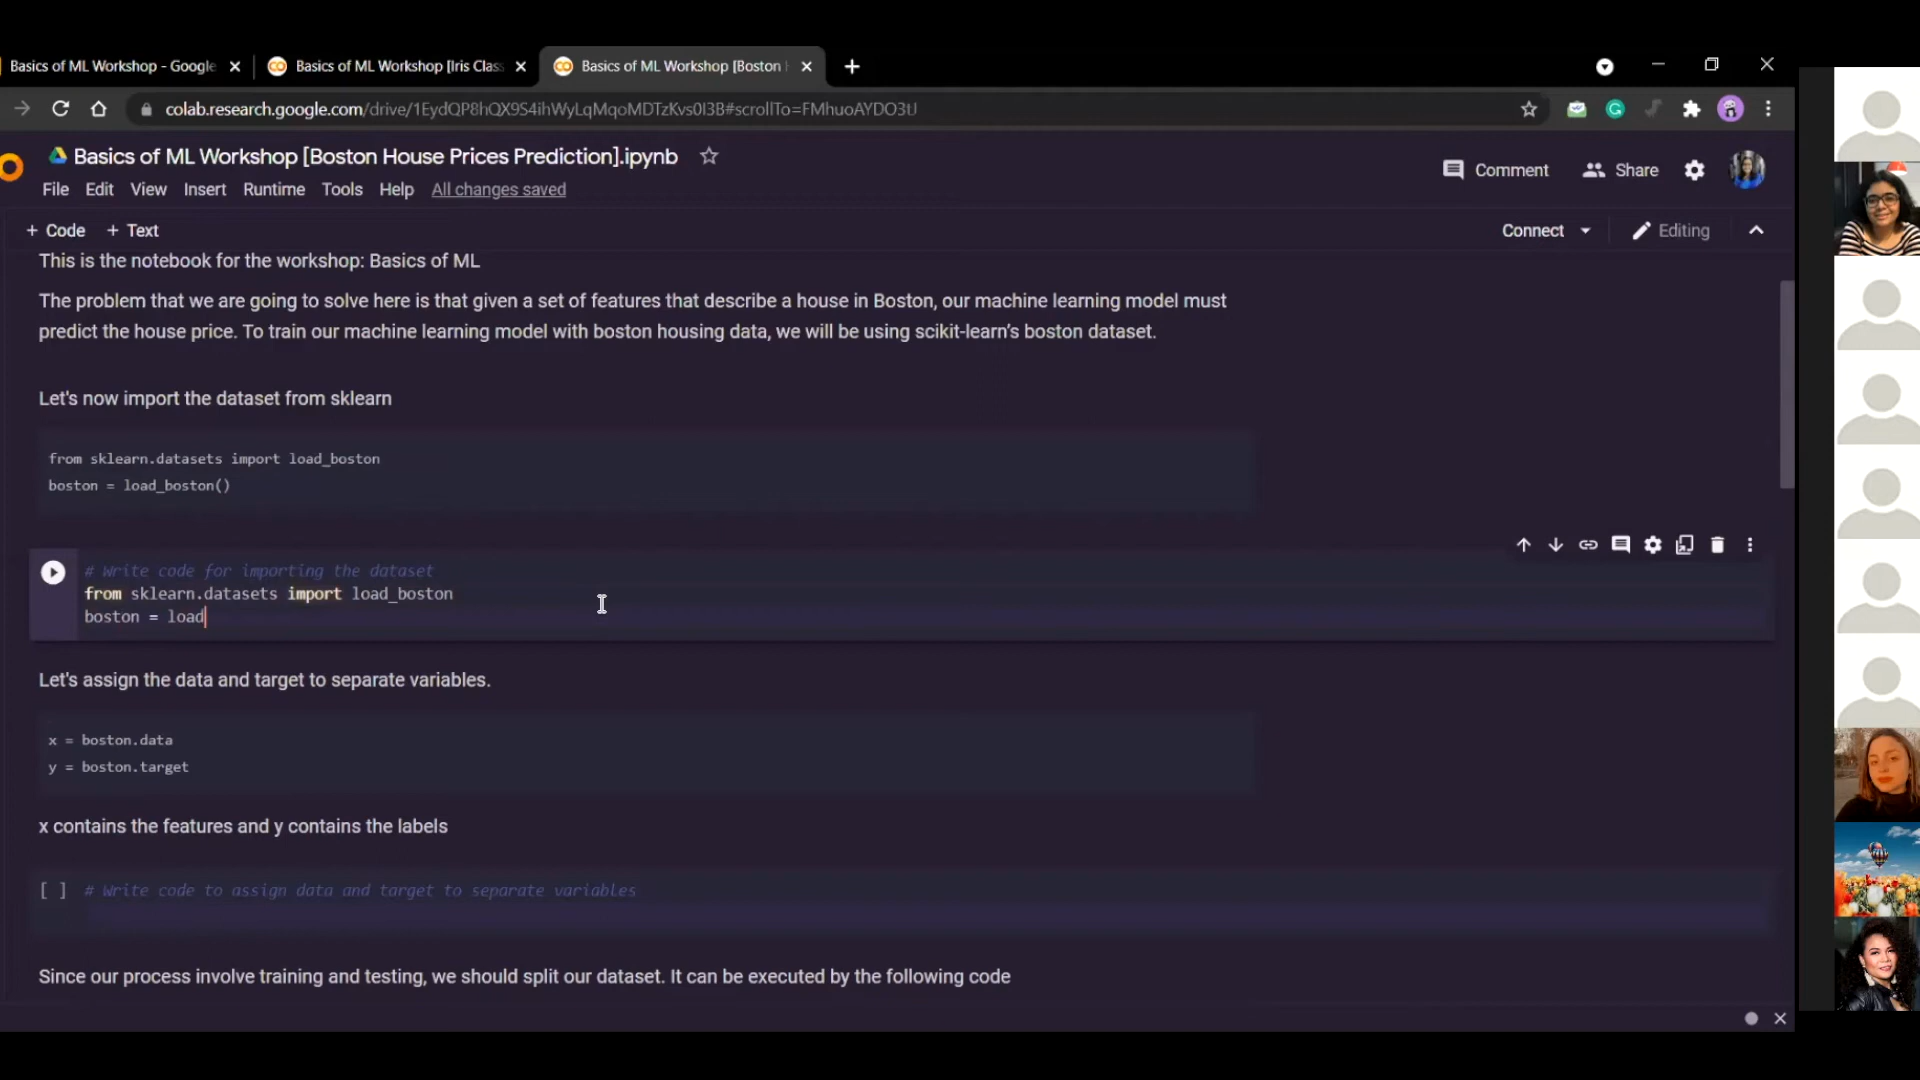 Basics of ML Workshop - Google
Basics of ML Workshop [Iris Clas
Basics of ML Workshop [Boston
colab.research.google.com/drive/1EydQP8hQX9S4ihWyLqMqoMDTzKvs0I3B#scrollTo=FMhuoAYDO3tU
Basics of ML Workshop [Boston House Prices Prediction].ipynb
Comment
Share
File Edit View Insert Runtime Tools Help All changes saved
+ Code + Text
Connect
Editing
This is the notebook for the workshop: Basics of ML
The problem that we are going to solve here is that given a set of features that describe a house in Boston, our machine learning model must
predict the house price. To train our machine learning model with boston housing data, we will be using scikit-learn's boston dataset.
Let's now import the dataset from sklearn
from sklearn.datasets import load_boston
boston = load_boston()
# Write code for importing the dataset
from sklearn.datasets import load_boston
boston = load
Let's assign the data and target to separate variables.
x = boston.data
y = boston.target
x contains the features and y contains the labels
[ ] # Write code to assign data and target to separate variables
Since our process involve training and testing, we should split our dataset. It can be executed by the following code